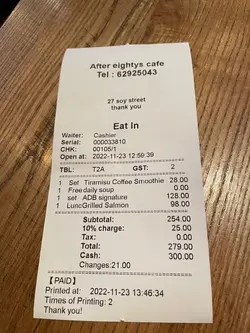 After eightys cafe
Tel : 62925043
27 soy street
thank you
Eat In
Waiter: Cashier
Serial: 0000033810
CHK: 00105/1
Open at: 2022-11-23 12:59:39
TBL: T2A GST: 2
1 Set Tiramisu Coffee Smoothie 28.00
1 Free daily soup 0.00
1 set ADB signature 128.00
1 LuncGrilled Salmon 98.00
Subtotal: 254.00
10% charge: 25.00
Tax: 0.00
Total: 279.00
Cash: 300.00
Changes:21.00
【PAID】
Printed at: 2022-11-23 13:46:34
Times of Printing: 2
Thank you!